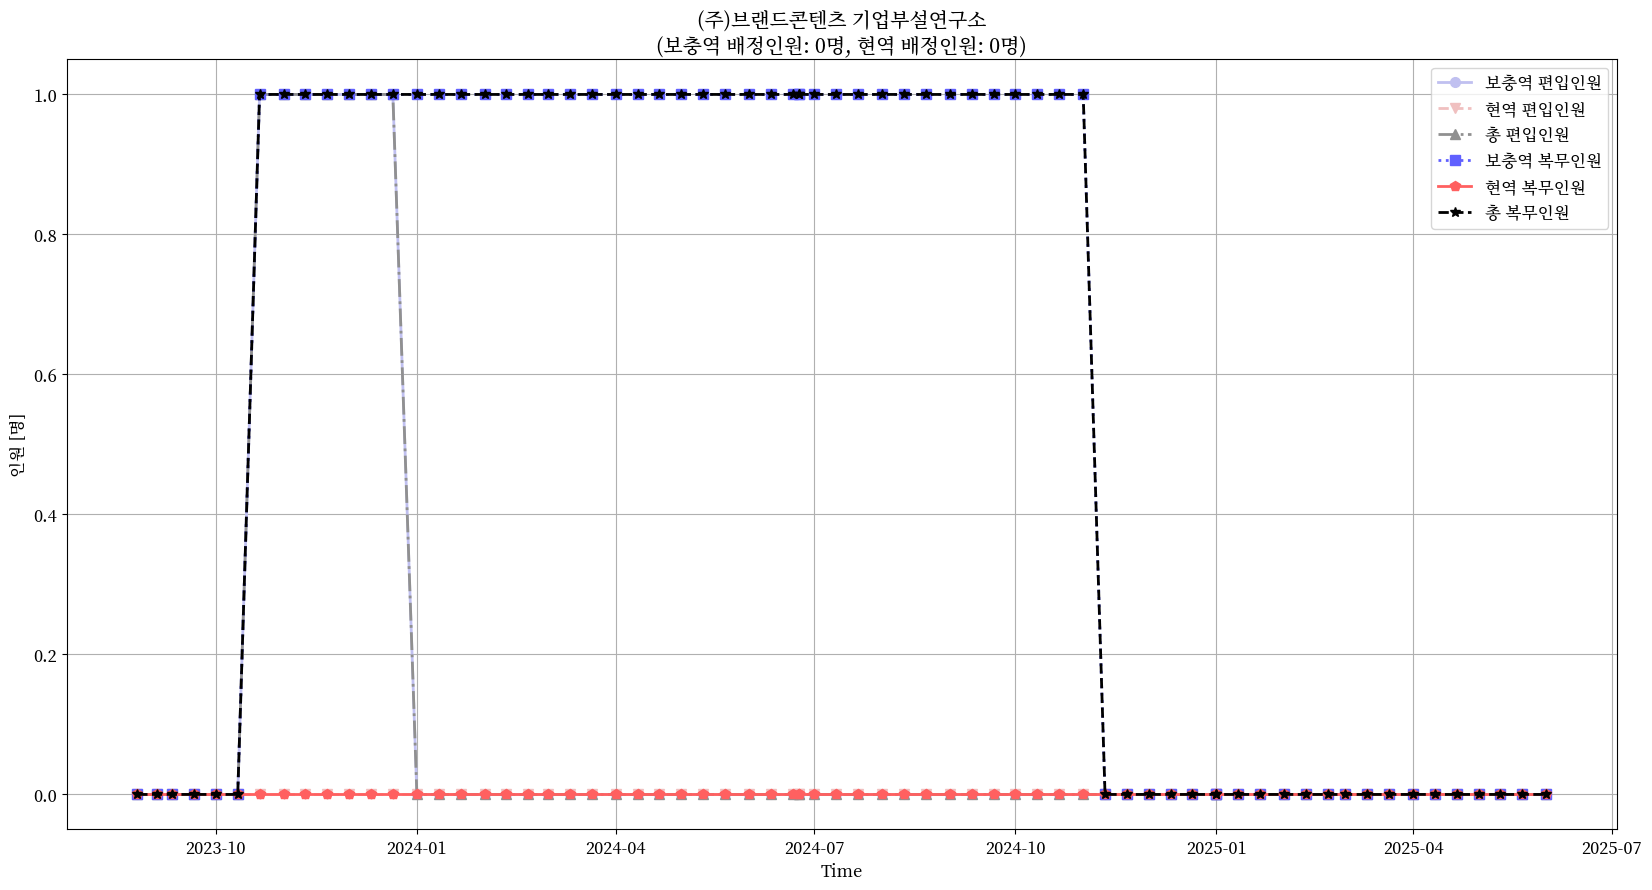 (주)브랜드콘텐츠 기업부설연구소
(보충역 배정인원: 0명, 현역 배정인원: 0명)
보충역 편입인원
현역 편입인원
총 편입인원
보충역 복무인원
현역 복무인원
총 복무인원
인원 [명]
1.0
0.8
0.6
0.4
0.2
0.0
2023-10
2024-01
2024-04
2024-07
2024-10
2025-01
2025-04
2025-07
Time